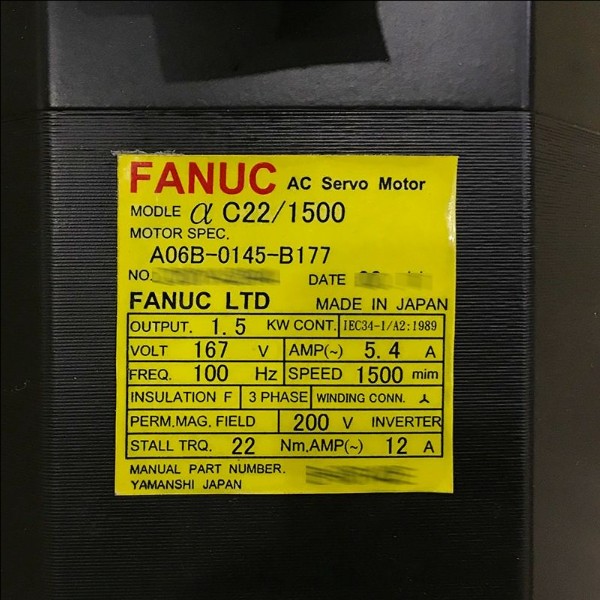 FANUC AC Servo Motor
MODLE α C22/1500
MOTOR SPEC.
A06B-0145-B177
NO.
DATE
FANUC LTD MADE IN JAPAN
OUTPUT. 1.5 KW CONT. IEC34-1/A2:1989
VOLT 167 V AMP(~) 5.4 A
FREQ. 100 Hz SPEED 1500 mim
INSULATION F 3 PHASE WINDING CONN. ⅄
PERM.MAG. FIELD 200 V INVERTER
STALL TRQ. 22 Nm.AMP(~) 12 A
MANUAL PART NUMBER.
YAMANSHI JAPAN